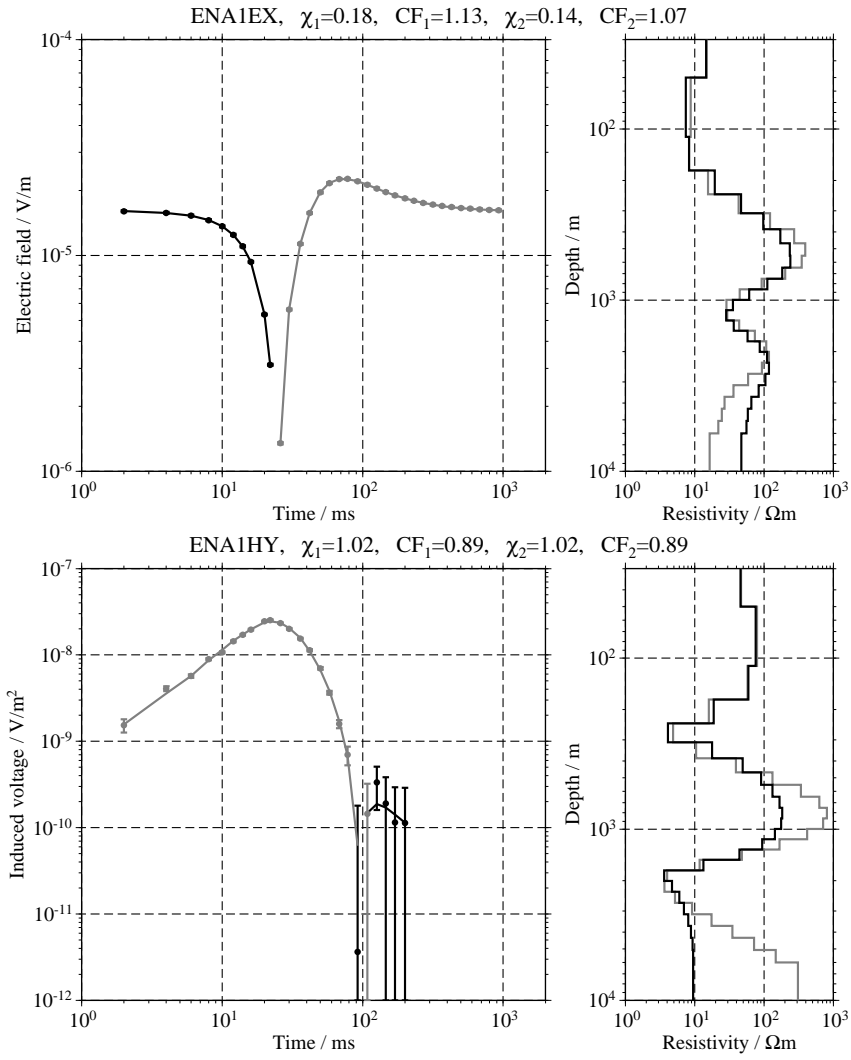 ENA1EX, χ₁=0.18, CF₁=1.13, χ₂=0.14, CF₂=1.07
10⁻⁴
10⁻⁵
10⁻⁶
Electric field / V/m
10⁰ 10¹ 10² 10³
Time / ms
10²
10³
10⁴
Depth / m
10⁰ 10¹ 10² 10³
Resistivity / Ωm
ENA1HY, χ₁=1.02, CF₁=0.89, χ₂=1.02, CF₂=0.89
10⁻⁷
10⁻⁸
10⁻⁹
10⁻¹⁰
10⁻¹¹
10⁻¹²
Induced voltage / V/m²
10⁰ 10¹ 10² 10³
Time / ms
10²
10³
10⁴
Depth / m
10⁰ 10¹ 10² 10³
Resistivity / Ωm